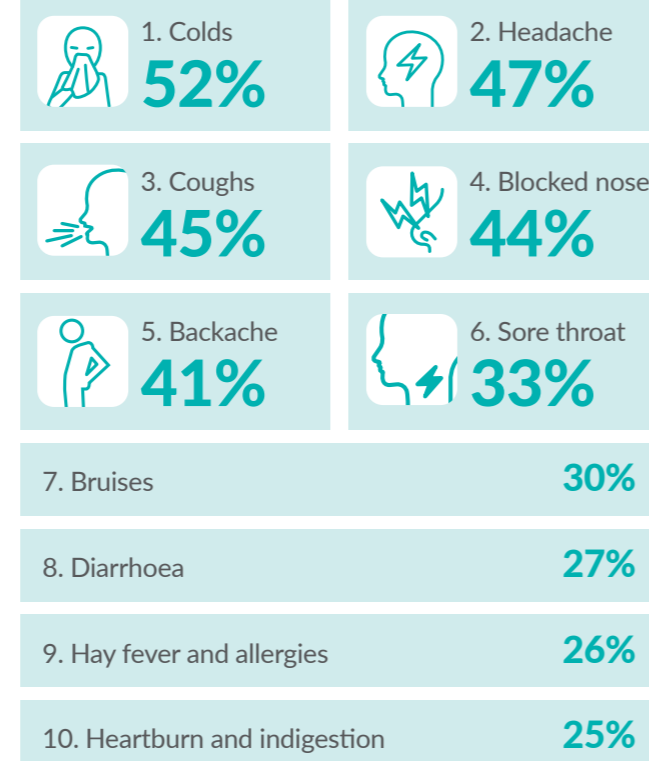 1. Colds
52%
2. Headache
47%
3. Coughs
45%
4. Blocked nose
44%
5. Backache
41%
6. Sore throat
33%
7. Bruises
30%
8. Diarrhoea
27%
9. Hay fever and allergies
26%
10. Heartburn and indigestion
25%